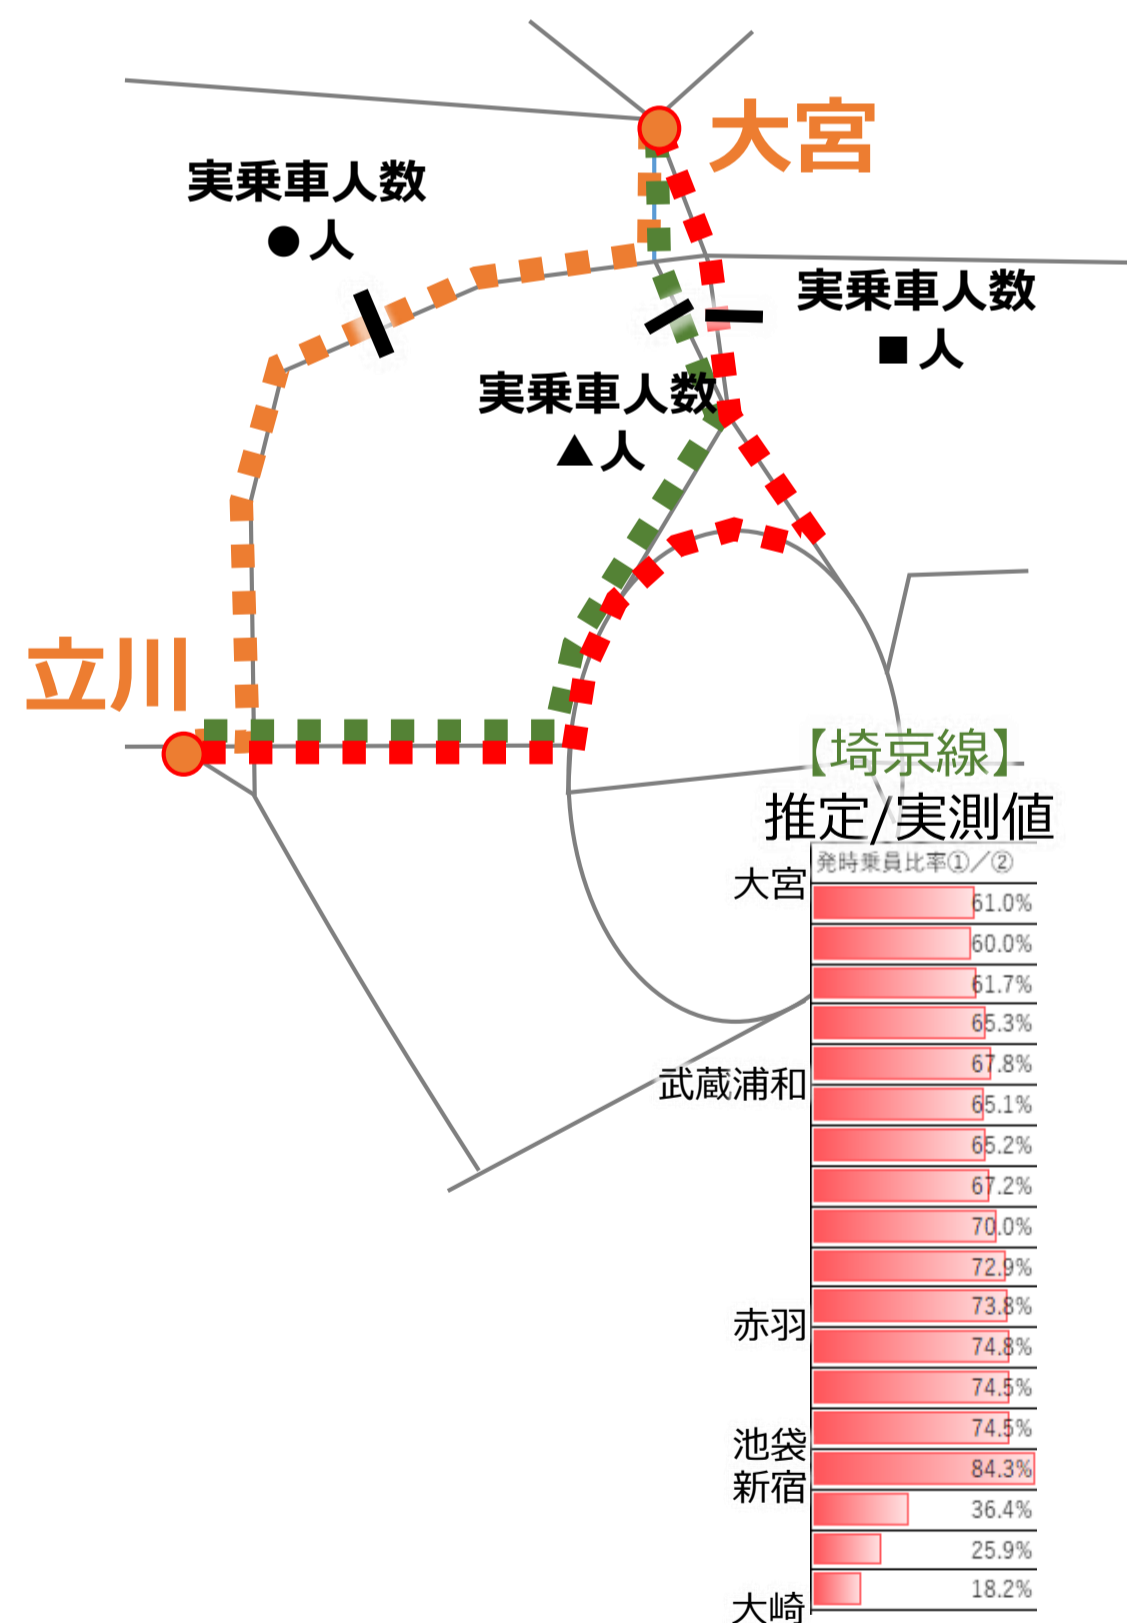 大宮
実乗車人数
●人
実乗車人数
■人
実乗車人数
▲人
立川
【埼京線】
推定/実測値
発時乗員比率①／②
大宮
61.0%
60.0%
61.7%
65.3%
67.8%
武蔵浦和
65.1%
65.2%
67.2%
70.0%
72.9%
73.8%
赤羽
74.8%
74.5%
74.5%
池袋
84.3%
新宿
36.4%
25.9%
18.2%
大崎